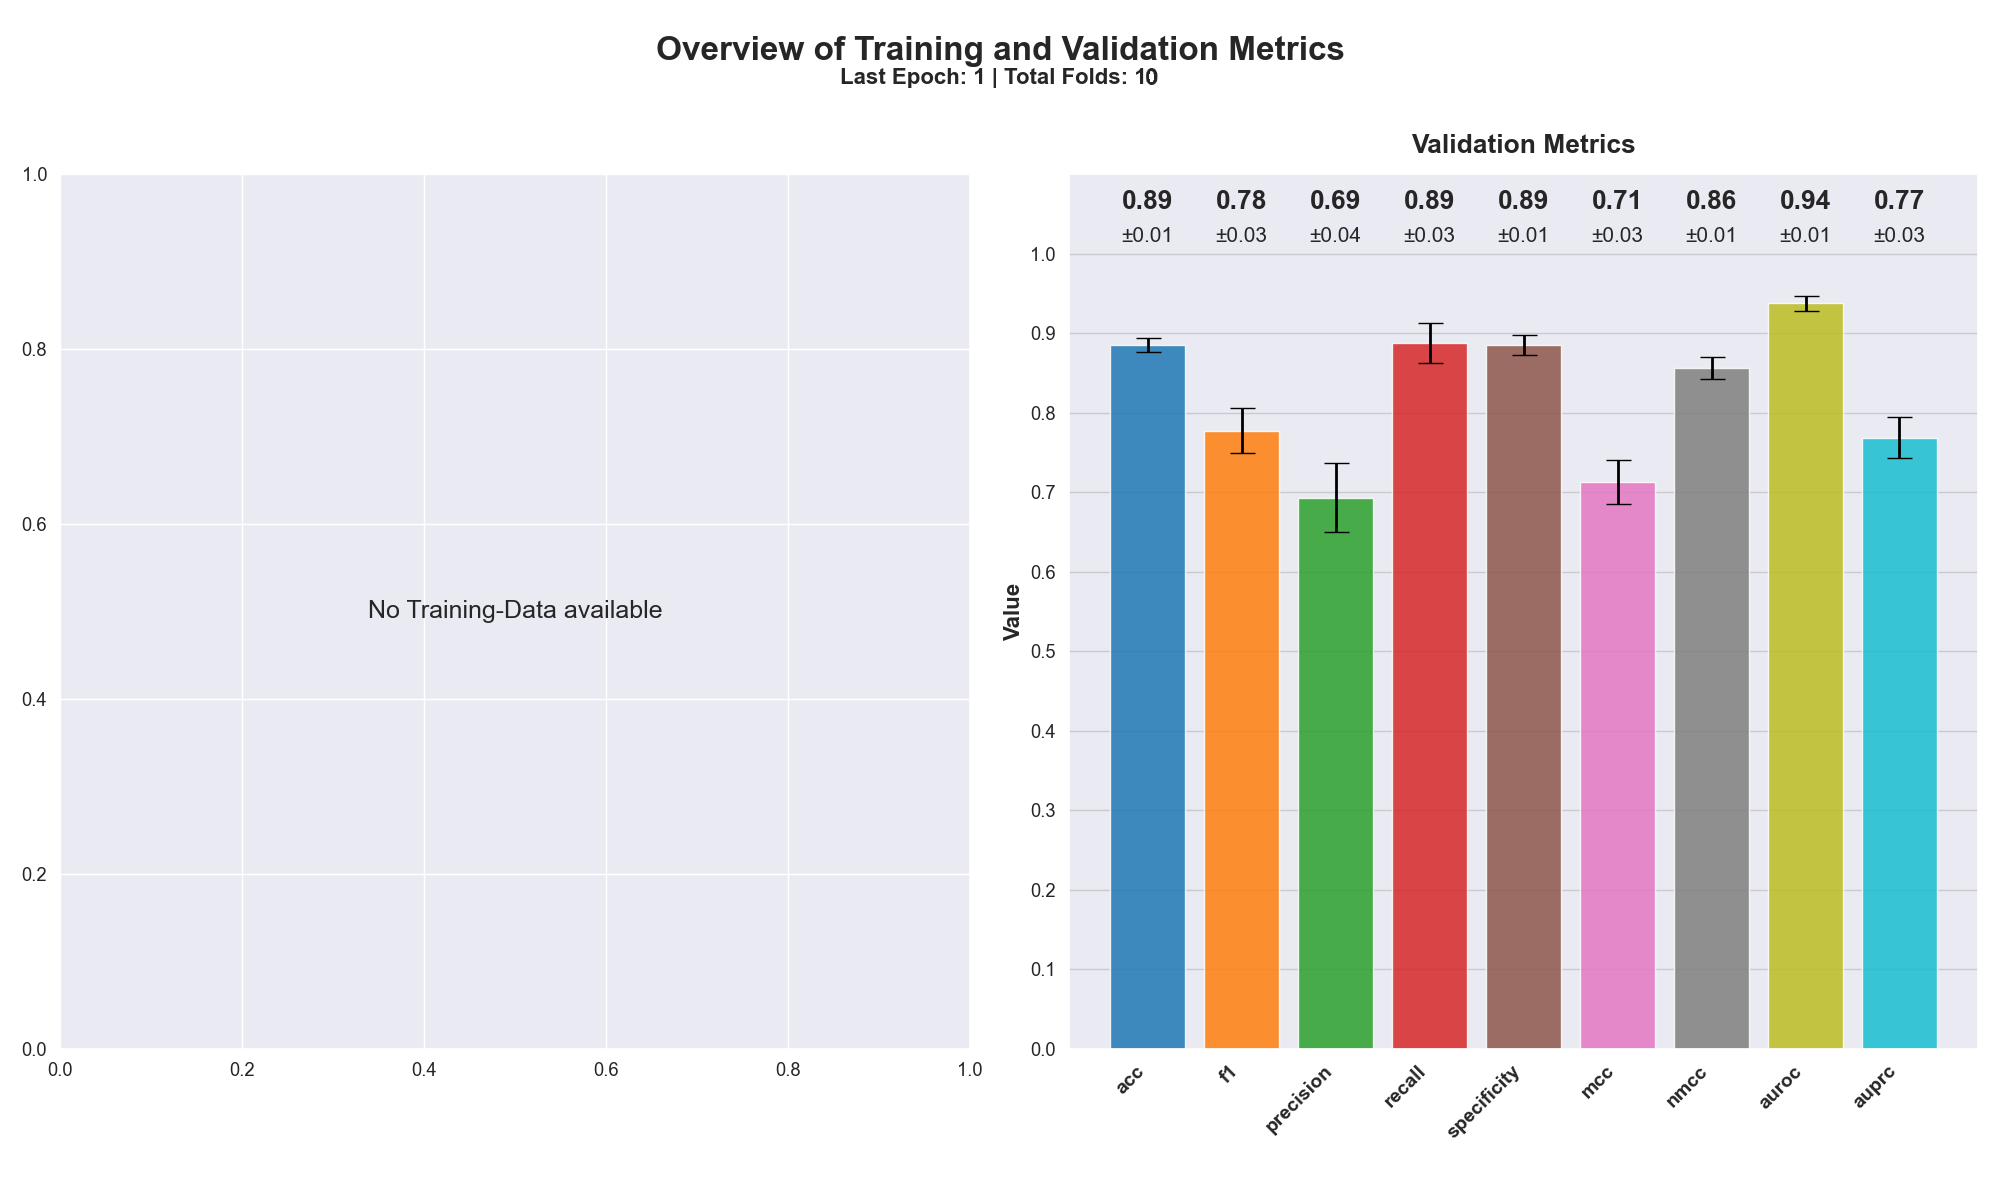 Overview of Training and Validation Metrics
Last Epoch: 1 | Total Folds: 10
1.0
0.8
0.6
0.4
0.2
0.0
No Training-Data available
0.0 0.2 0.4 0.6 0.8 1.0
Validation Metrics
0.89 0.78 0.69 0.89 0.89 0.71 0.86 0.94 0.77
±0.01 ±0.03 ±0.04 ±0.03 ±0.01 ±0.03 ±0.01 ±0.01 ±0.03
Value
1.0
0.9
0.8
0.7
0.6
0.5
0.4
0.3
0.2
0.1
0.0
acc f1 precision recall specificity mcc nmcc auroc auprc